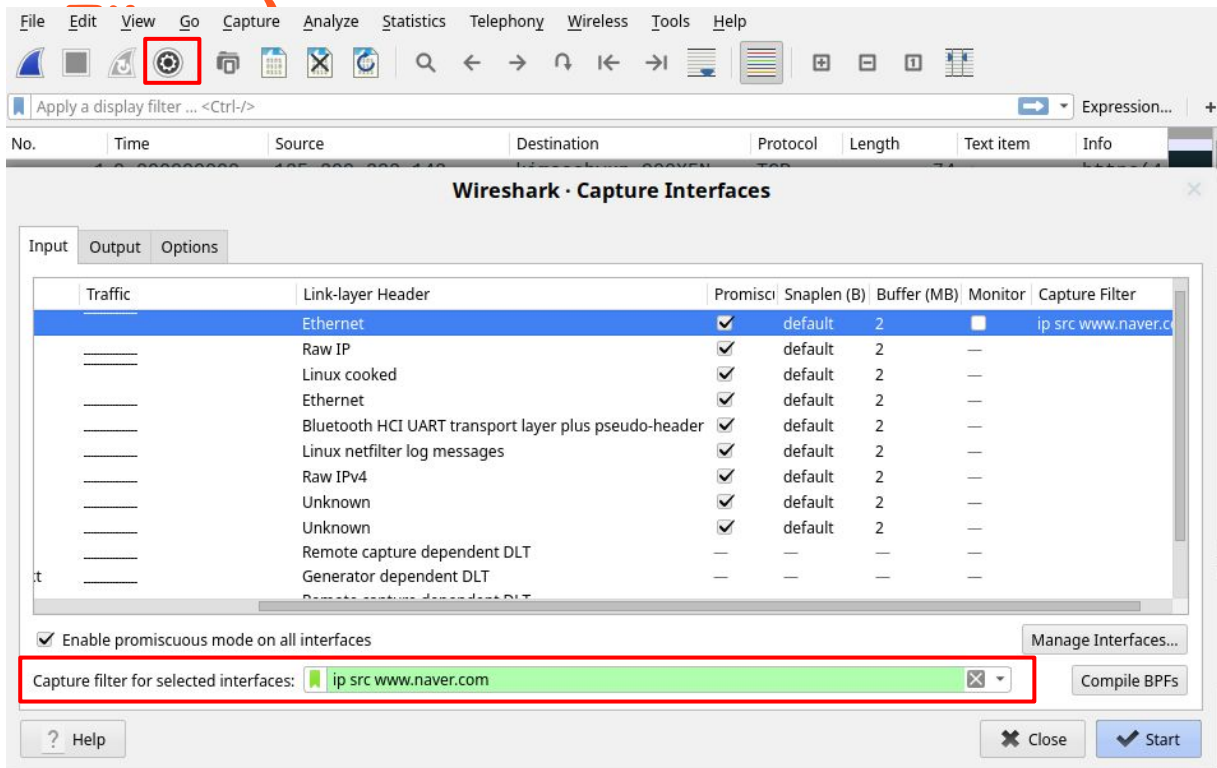 File Edit View Go Capture Analyze Statistics Telephony Wireless Tools Help
Apply a display filter ... <Ctrl-/> Expression... +
No. Time Source Destination Protocol Length Text item Info
Wireshark · Capture Interfaces
Input Output Options
Traffic Link-layer Header Promisci Snaplen (B) Buffer (MB) Monitor Capture Filter
Ethernet default 2 ip src www.naver.co
Raw IP default 2 —
Linux cooked default 2 —
Ethernet default 2 —
Bluetooth HCI UART transport layer plus pseudo-header default 2 —
Linux netfilter log messages default 2 —
Raw IPv4 default 2 —
Unknown default 2 —
Unknown default 2 —
Remote capture dependent DLT — — — —
:t Generator dependent DLT — — — —
Remote capture dependent DLT
Enable promiscuous mode on all interfaces Manage Interfaces...
Capture filter for selected interfaces: ip src www.naver.com Compile BPFs
? Help Close Start